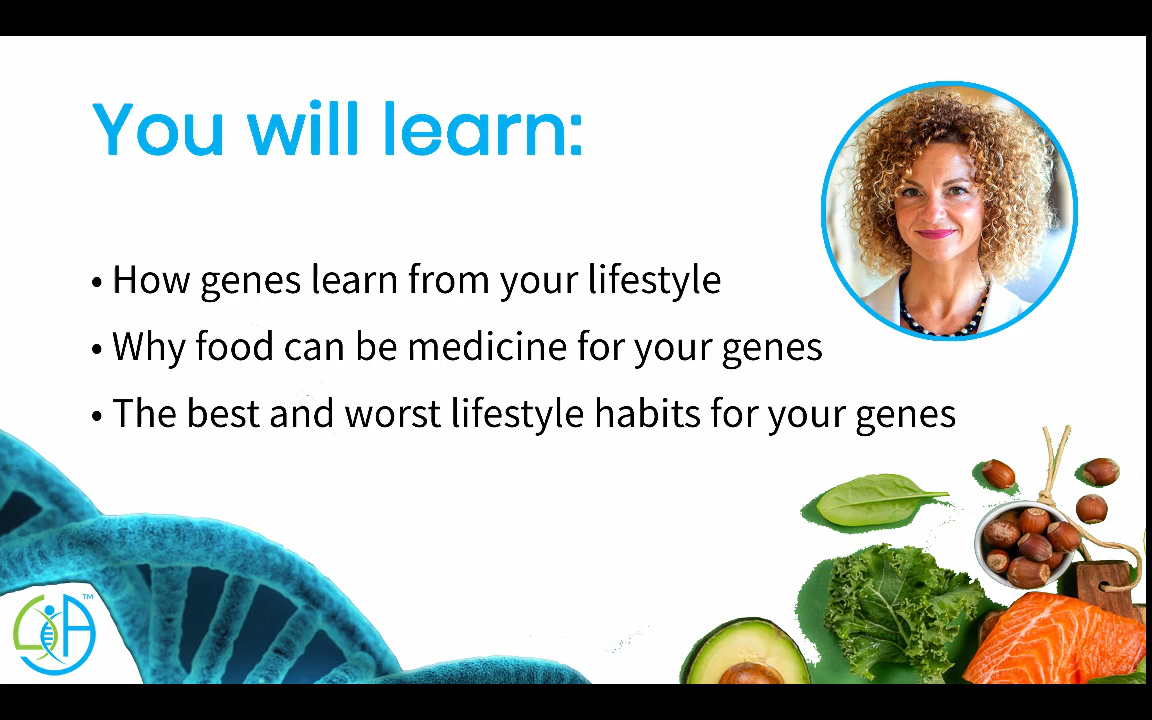 You will learn:
• How genes learn from your lifestyle
• Why food can be medicine for your genes
• The best and worst lifestyle habits for your genes
TM